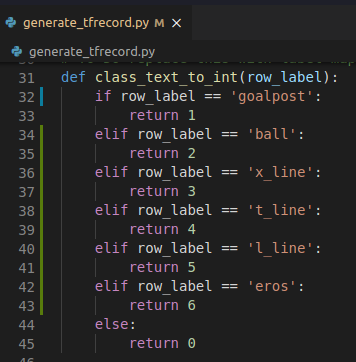 generate_tfrecord.py M ×
generate_tfrecord.py
31 def class_text_to_int(row_label):
32     if row_label == 'goalpost':
33         return 1
34     elif row_label == 'ball':
35         return 2
36     elif row_label == 'x_line':
37         return 3
38     elif row_label == 't_line':
39         return 4
40     elif row_label == 'l_line':
41         return 5
42     elif row_label == 'eros':
43         return 6
44     else:
45         return 0